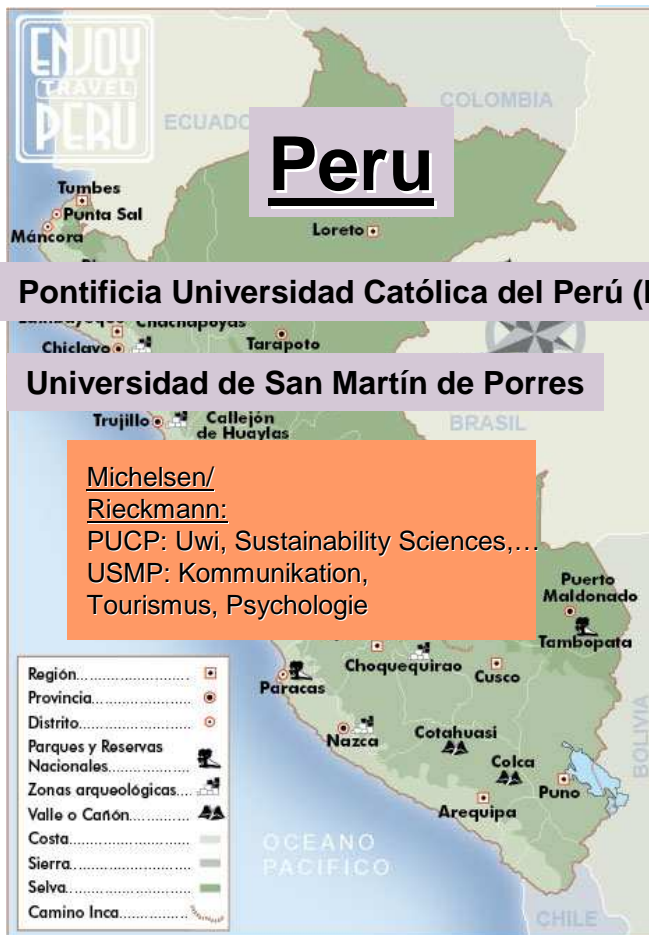 ENJOY
TRAVEL
PERU
ECUADO
COLOMBIA
Peru
Tumbes
Punta Sal
Máncora
Loreto
Pontificia Universidad Católica del Perú (
Chachapoyas
Chiclayo
Tarapoto
Universidad de San Martín de Porres
Trujillo
Callejón
de Huaylas
BRASIL
Michelsen/
Rieckmann:
PUCP: Uwi, Sustainability Sciences,…
USMP: Kommunikation,
Tourismus, Psychologie
Puerto
Maldonado
Tambopata
Choquequirao
Cusco
Paracas
Nazca
Cotahuasi
Colca
Puno
Arequipa
BOLIVIA
OCEANO
PACIFICO
CHILE
Región
Provincia
Distrito
Parques y Reservas
Nacionales
Zonas arqueológicas
Valle o Cañón
Costa
Sierra
Selva
Camino Inca